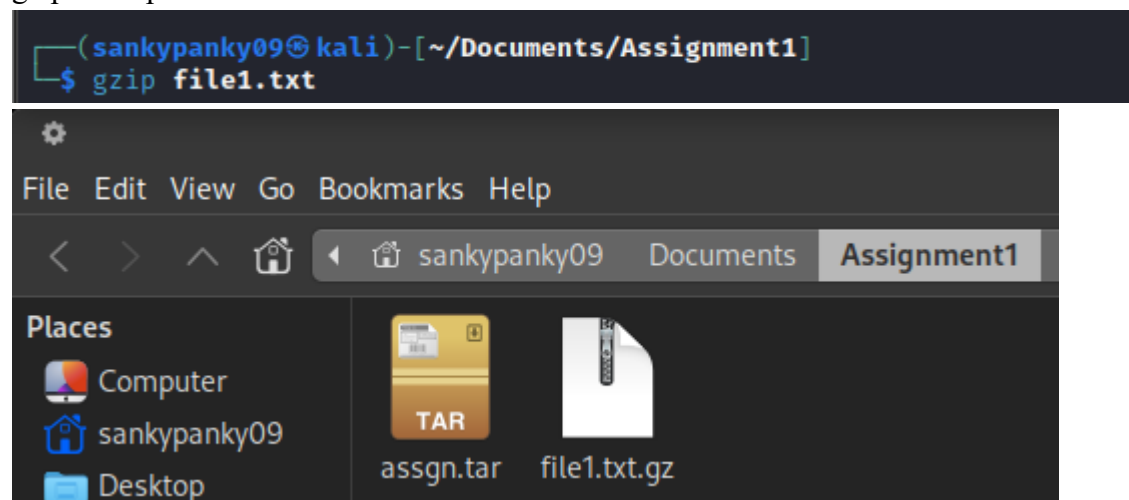 ┌──(sankypanky09㉿kali)-[~/Documents/Assignment1]
└─$ gzip file1.txt
File Edit View Go Bookmarks Help
sankypanky09 Documents Assignment1
Places
Computer
sankypanky09
Desktop
TAR
assgn.tar file1.txt.gz